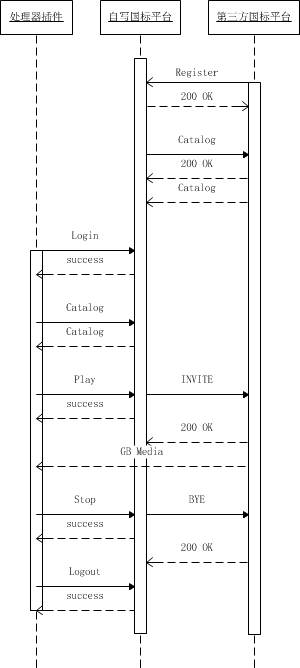 处理器插件
自写国标平台
第三方国标平台
Register
200 OK
Catalog
200 OK
Catalog
Login
success
Catalog
Catalog
Play
INVITE
success
200 OK
GB Media
Stop
BYE
success
200 OK
Logout
success